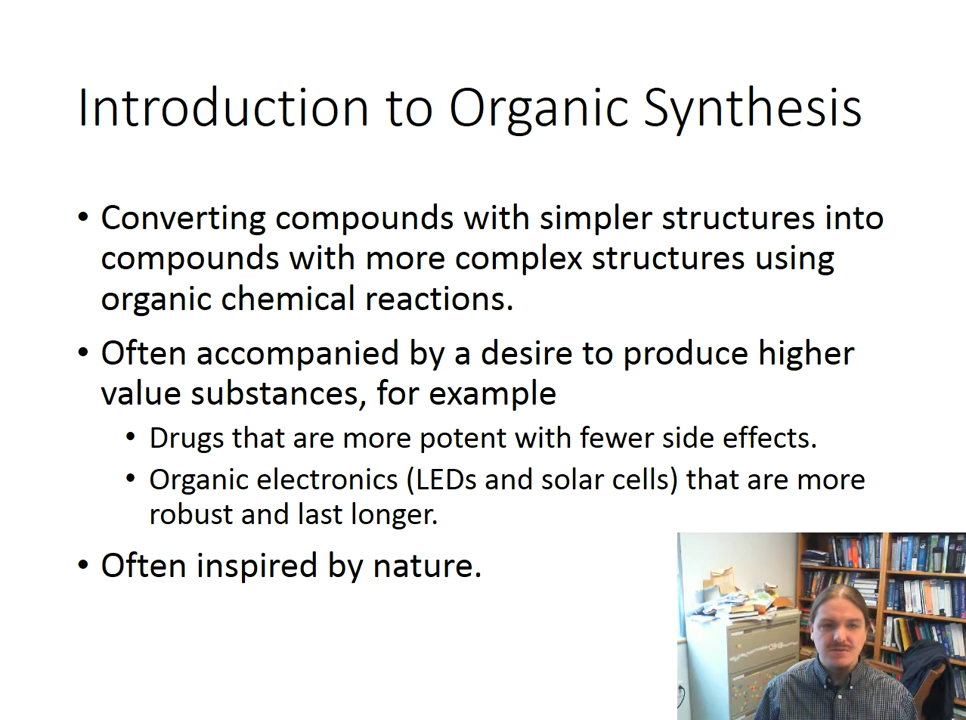 Introduction to Organic Synthesis
• Converting compounds with simpler structures into
compounds with more complex structures using
organic chemical reactions.
• Often accompanied by a desire to produce higher
value substances, for example
• Drugs that are more potent with fewer side effects.
• Organic electronics (LEDs and solar cells) that are more
robust and last longer.
• Often inspired by nature.